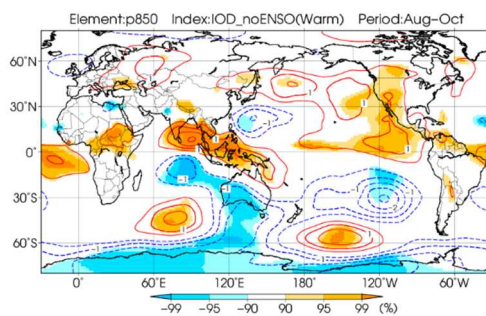 Element:p850 Index:IOD_noENSO(Warm) Period:Aug-Oct
60°N
30°N
0°
30°S
60°S
0° 60°E 120°E 180° 120°W 60°W
-99 -95 -90 90 95 99 (%)